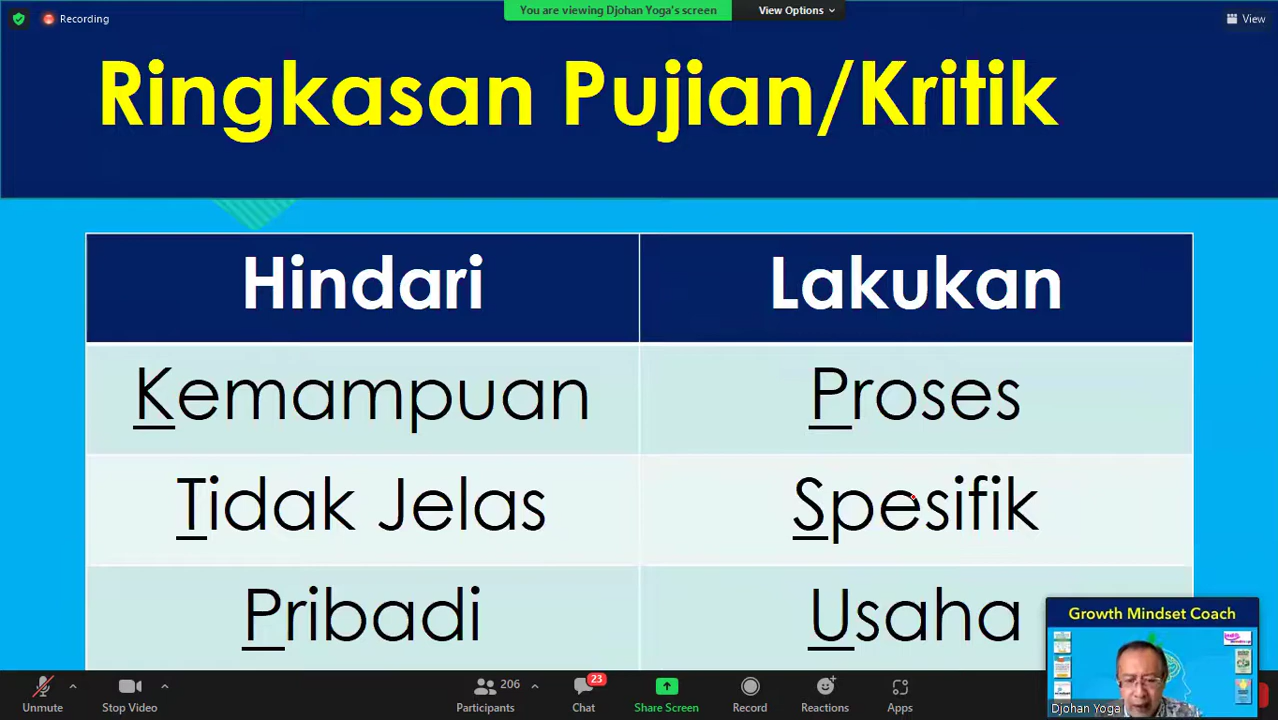 Recording
You are viewing Djohan Yoga's screen
View Options
View
Ringkasan Pujian/Kritik
Hindari
Lakukan
Kemampuan
Proses
Tidak Jelas
Spesifik
Pribadi
Usaha
Growth Mindset Coach
Djohan Yoga
Unmute
Stop Video
206
Participants
23
Chat
Share Screen
Record
Reactions
Apps